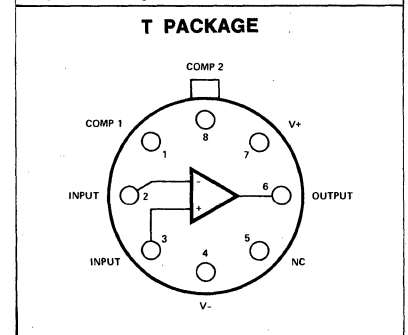 T PACKAGE
COMP 2
COMP 1
V+
8
1
7
INPUT
2
-
+
6
OUTPUT
3
INPUT
4
5
NC
V-